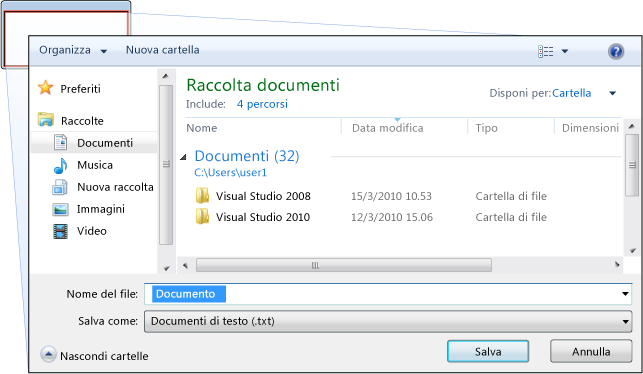 Organizza Nuova cartella
Preferiti
Raccolte
Documenti
Musica
Nuova raccolta
Immagini
Video
Raccolta documenti
Include: 4 percorsi
Disponi per: Cartella
Nome Data modifica Tipo Dimensioni
Documenti (32)
C:\Users\user1
Visual Studio 2008 15/3/2010 10.53 Cartella di file
Visual Studio 2010 12/3/2010 15.06 Cartella di file
Nome del file: Documento
Salva come: Documenti di testo (.txt)
Nascondi cartelle
Salva Annulla